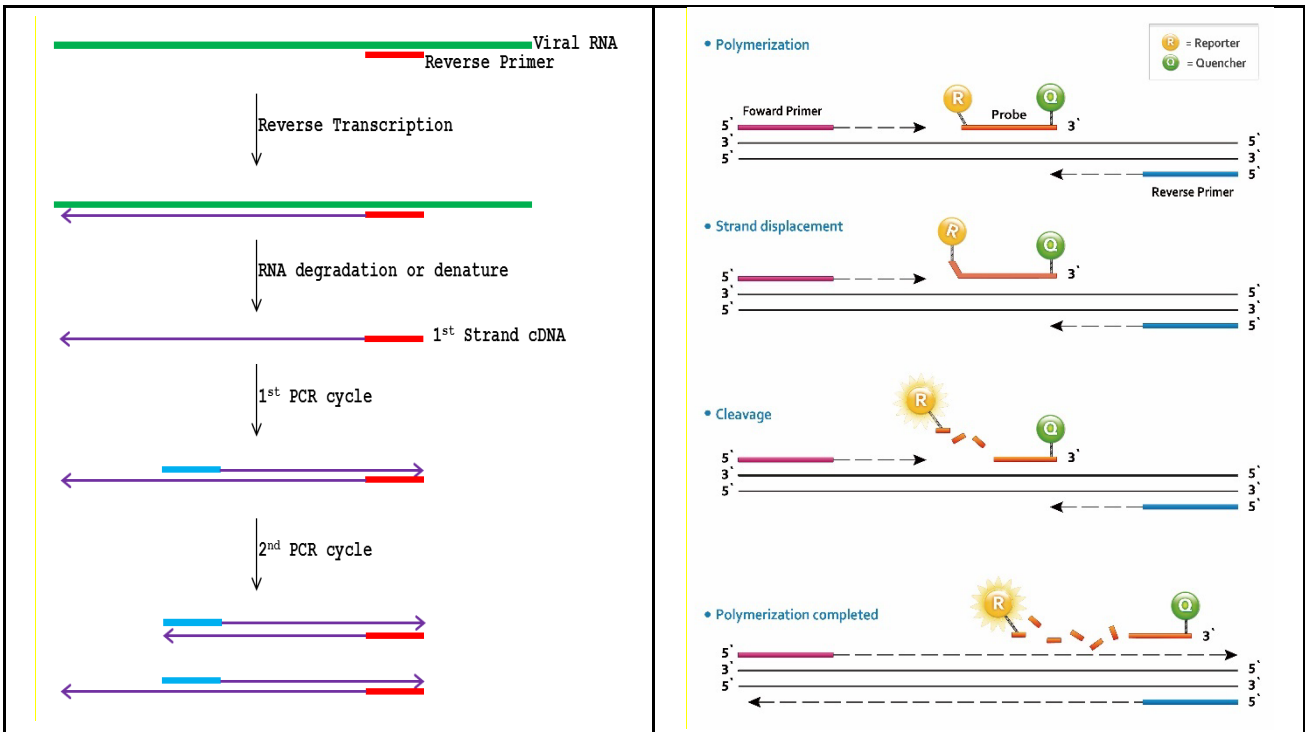 Viral RNA
Reverse Primer
Reverse Transcription
RNA degradation or denature
1st Strand cDNA
1st PCR cycle
2nd PCR cycle
• Polymerization
R = Reporter
Q = Quencher
R
Q
Foward Primer
Probe
5` 3`
3` 5`
5` 3`
5`
Reverse Primer
• Strand displacement
R
Q
5` 3`
3` 5`
5` 3`
5`
• Cleavage
R
Q
5` 3`
3` 5`
5` 3`
5`
• Polymerization completed
R
Q
3`
5`
3` 5`
5` 3`
5`